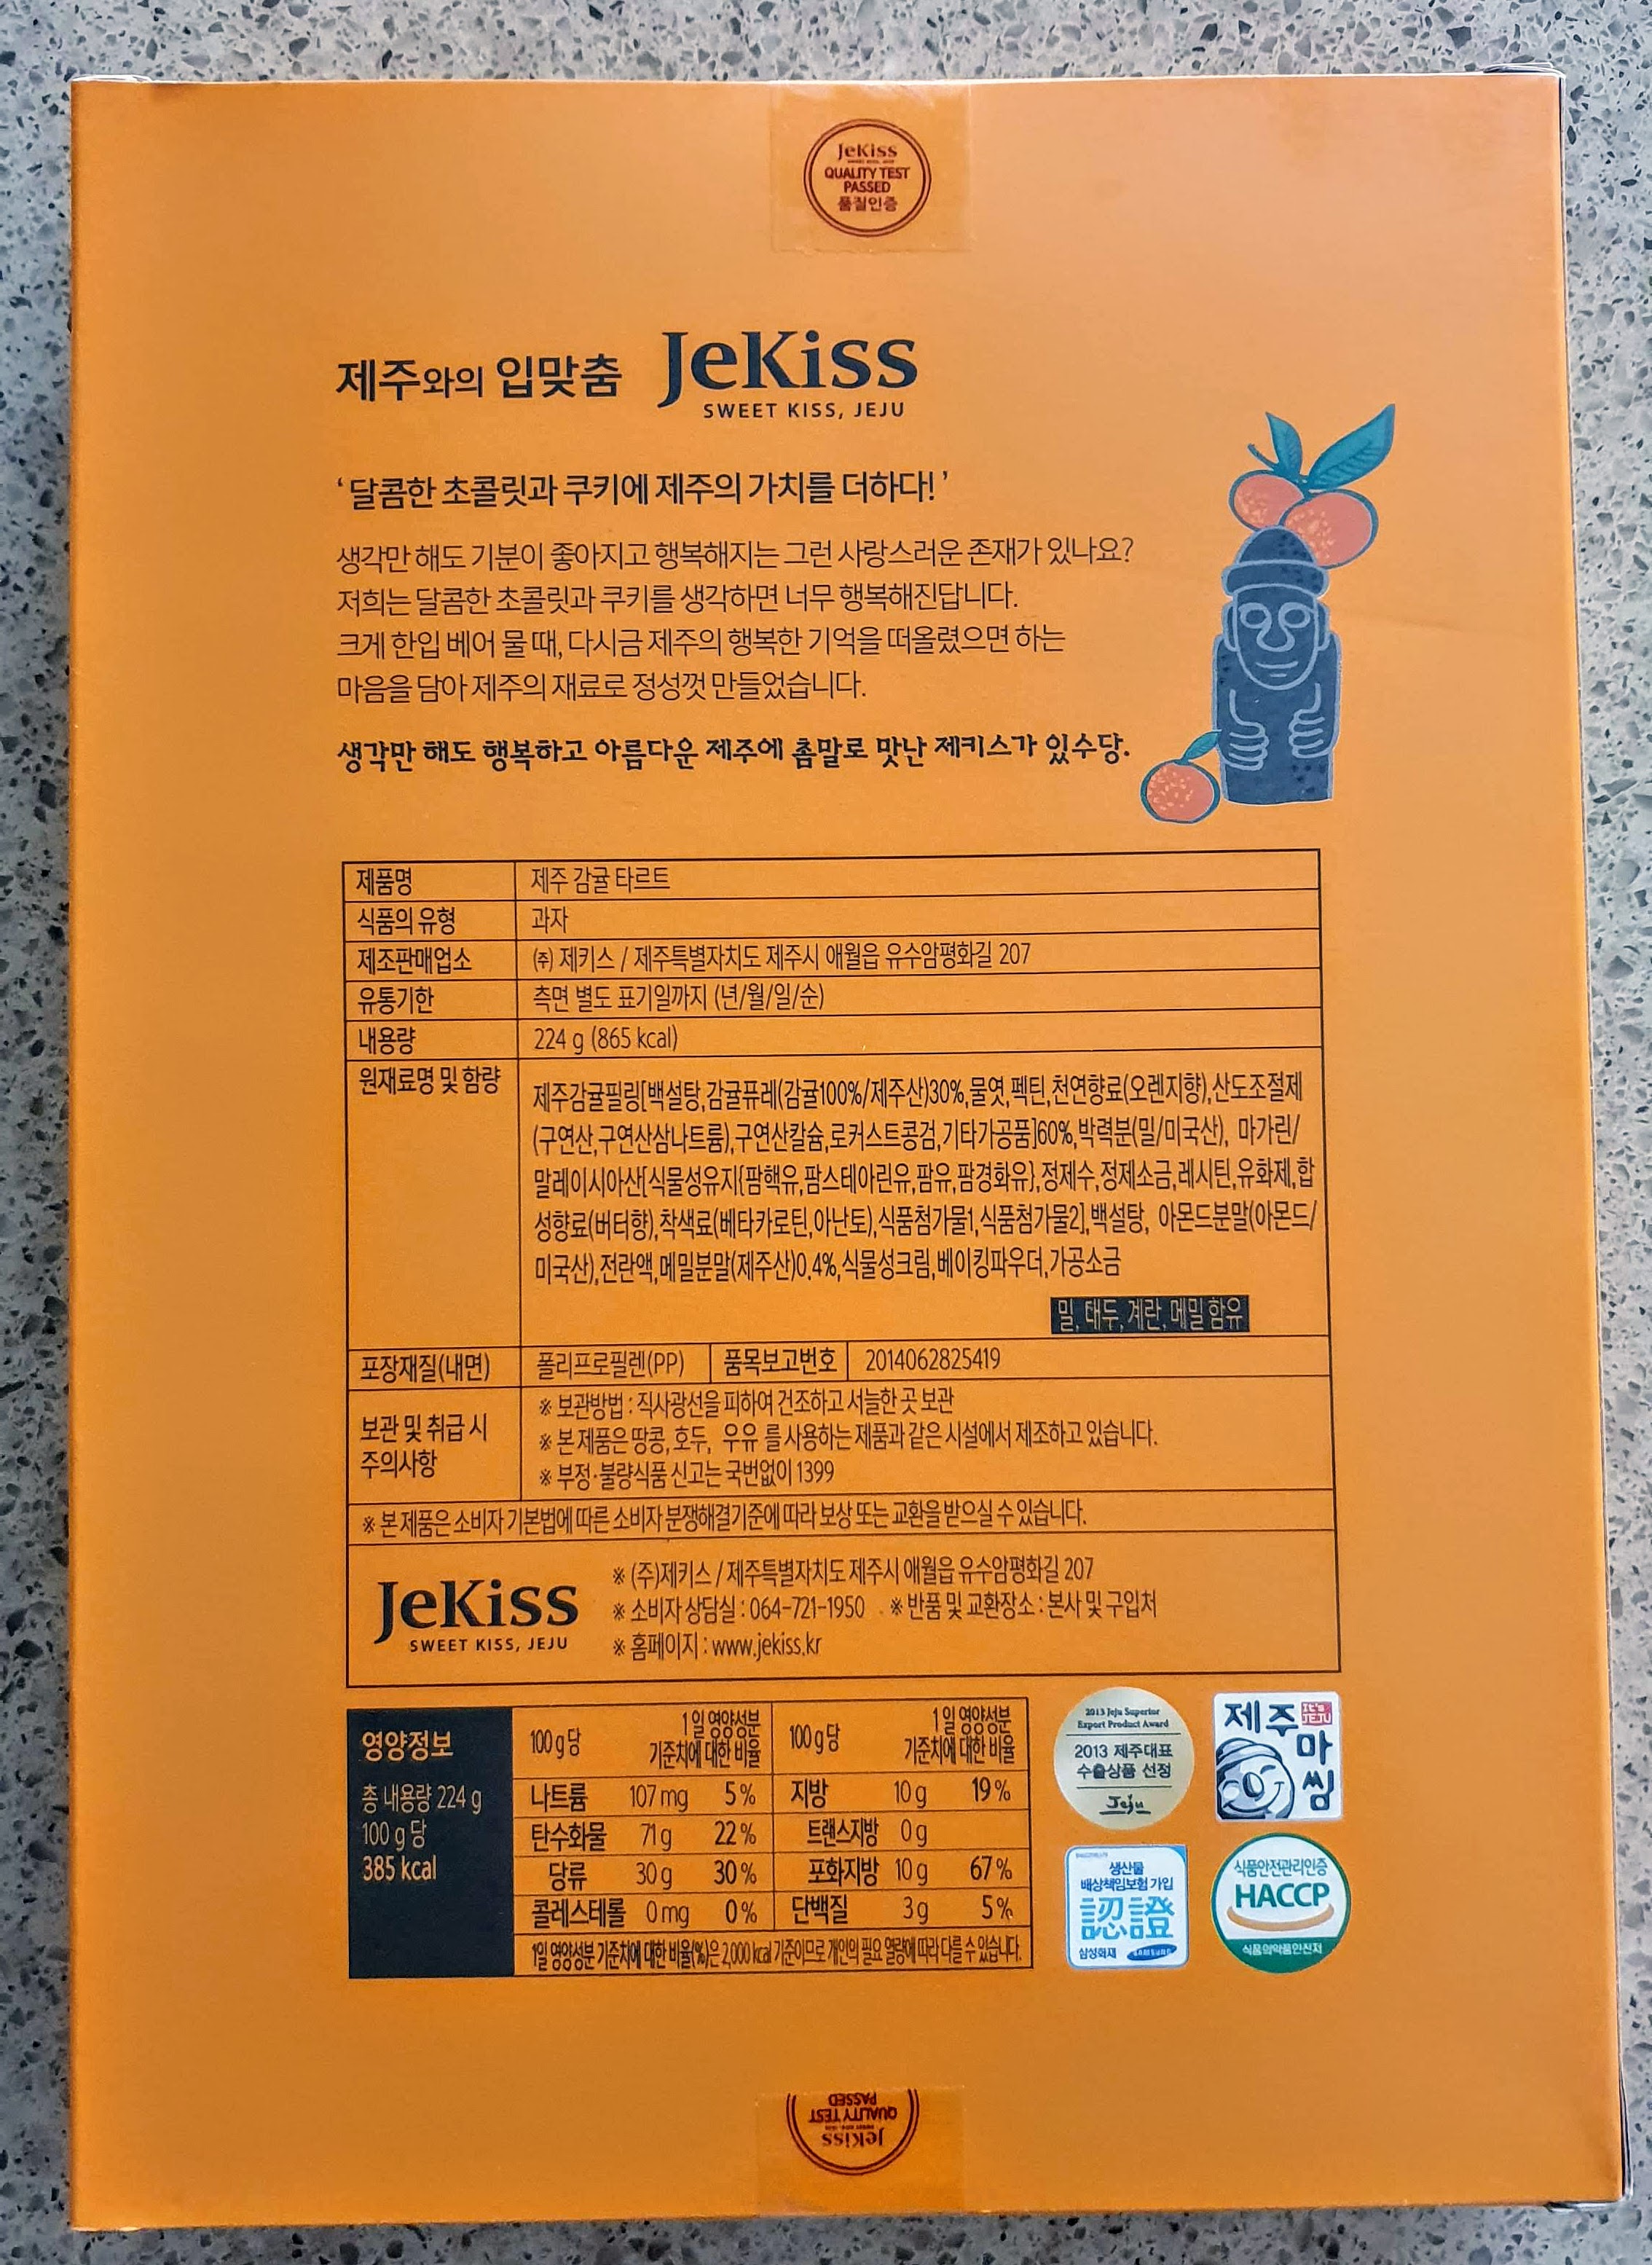 JeKiss
QUALITY TEST
PASSED
품질인증
제주와의 입맞춤 JeKiss
SWEET KISS, JEJU
‘달콤한 초콜릿과 쿠키에 제주의 가치를 더하다!’
생각만 해도 기분이 좋아지고 행복해지는 그런 사랑스러운 존재가 있나요?
저희는 달콤한 초콜릿과 쿠키를 생각하면 너무 행복해진답니다.
크게 한입 베어 물 때, 다시금 제주의 행복한 기억을 떠올렸으면 하는
마음을 담아 제주의 재료로 정성껏 만들었습니다.
생각만 해도 행복하고 아름다운 제주에 촘말로 맛난 제키스가 있수당.
제품명 제주 감귤 타르트
식품의 유형 과자
제조판매업소 ㈜ 제키스 / 제주특별자치도 제주시 애월읍 유수암평화길 207
유통기한 측면 별도 표기일까지 (년/월/일/순)
내용량 224 g (865 kcal)
원재료명 및 함량 제주감귤필링[백설탕,감귤퓨레(감귤100%/제주산)30%,물엿,펙틴,천연향료(오렌지향),산도조절제
(구연산,구연산삼나트륨),구연산칼슘,로커스트콩검,기타가공품]60%,박력분(밀/미국산), 마가린/
말레이시아산[식물성유지{팜핵유,팜스테아린유,팜유,팜경화유},정제수,정제소금,레시틴,유화제,합
성향료(버터향),착색료(베타카로틴,아난토),식품첨가물1,식품첨가물2],백설탕, 아몬드분말(아몬드/
미국산),전란액,메밀분말(제주산)0.4%,식물성크림,베이킹파우더,가공소금
밀, 대두, 계란, 메밀 함유
포장재질(내면) 폴리프로필렌(PP) 품목보고번호 2014062825419
보관 및 취급 시
주의사항
※ 보관방법 : 직사광선을 피하여 건조하고 서늘한 곳 보관
※ 본 제품은 땅콩, 호두, 우유 를 사용하는 제품과 같은 시설에서 제조하고 있습니다.
※ 부정·불량식품 신고는 국번없이 1399
※ 본 제품은 소비자 기본법에 따른 소비자 분쟁해결기준에 따라 보상 또는 교환을 받으실 수 있습니다.
JeKiss
SWEET KISS, JEJU
※ (주)제키스 / 제주특별자치도 제주시 애월읍 유수암평화길 207
※ 소비자 상담실 : 064-721-1950 ※ 반품 및 교환장소 : 본사 및 구입처
※ 홈페이지 : www.jekiss.kr
영양정보
총 내용량 224 g
100 g 당
385 kcal
100 g당 1일 영양성분 기준치에 대한 비율 100 g당 1일 영양성분 기준치에 대한 비율
나트륨 107 mg 5 % 지방 10 g 19 %
탄수화물 71 g 22 % 트랜스지방 0 g
당류 30 g 30 % 포화지방 10 g 67 %
콜레스테롤 0 mg 0 % 단백질 3 g 5 %
1일 영양성분 기준치에 대한 비율(%)은 2,000 kcal 기준이므로 개인의 필요 열량에 따라 다를 수 있습니다.
2013 Jeju Superior
Export Product Award
2013 제주대표
수출상품 선정
Jeju
제주
It's
JEJU
마씸
생산물
배상책임보험 가입
認證
삼성화재 SAMSUNG
식품안전관리인증
HACCP
식품의약품안전처
JeKiss
QUALITY TEST
PASSED